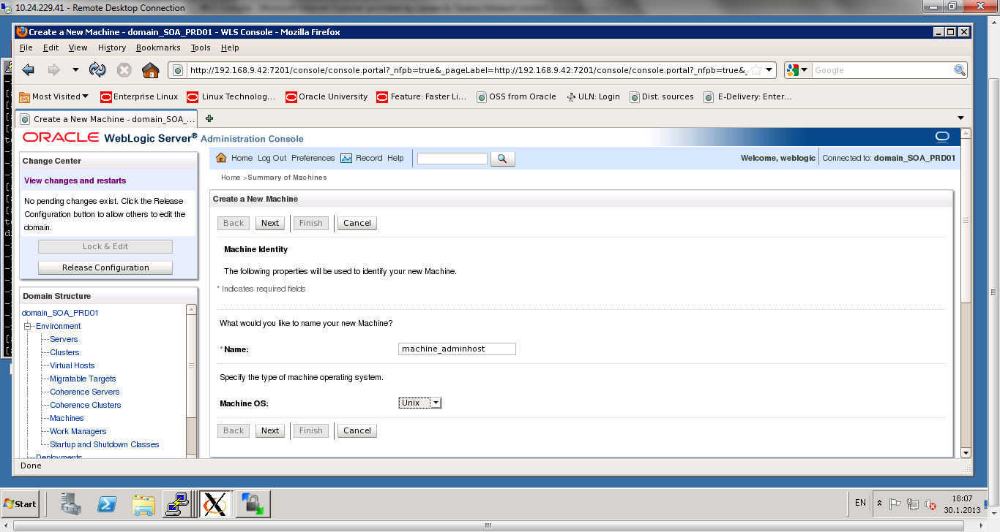 10.24.229.41 - Remote Desktop Connection
Create a New Machine - domain_SOA_PRD01 - WLS Console - Mozilla Firefox
File Edit View History Bookmarks Tools Help
http://192.168.9.42:7201/console/console.portal?_nfpb=true&_pageLabel=http://192.168.9.42:7201/console/console.portal?_nfpb=true&_
Google
Most Visited Enterprise Linux Linux Technolog... Oracle University Feature: Faster Li... OSS from Oracle ULN: Login Dist. sources E-Delivery: Enter...
Create a New Machine - domain_SOA_...
ORACLE WebLogic Server® Administration Console
Change Center
View changes and restarts
No pending changes exist. Click the Release
Configuration button to allow others to edit the
domain.
Lock & Edit
Release Configuration
Domain Structure
domain_SOA_PRD01
Environment
Servers
Clusters
Virtual Hosts
Migratable Targets
Coherence Servers
Coherence Clusters
Machines
Work Managers
Startup and Shutdown Classes
Deployments
Home Log Out Preferences Record Help
Welcome, weblogic Connected to: domain_SOA_PRD01
Home >Summary of Machines
Create a New Machine
Back Next Finish Cancel
Machine Identity
The following properties will be used to identify your new Machine.
* Indicates required fields
What would you like to name your new Machine?
* Name: machine_adminhost
Specify the type of machine operating system.
Machine OS: Unix
Back Next Finish Cancel
Done
Start
EN
18:07
30.1.2013